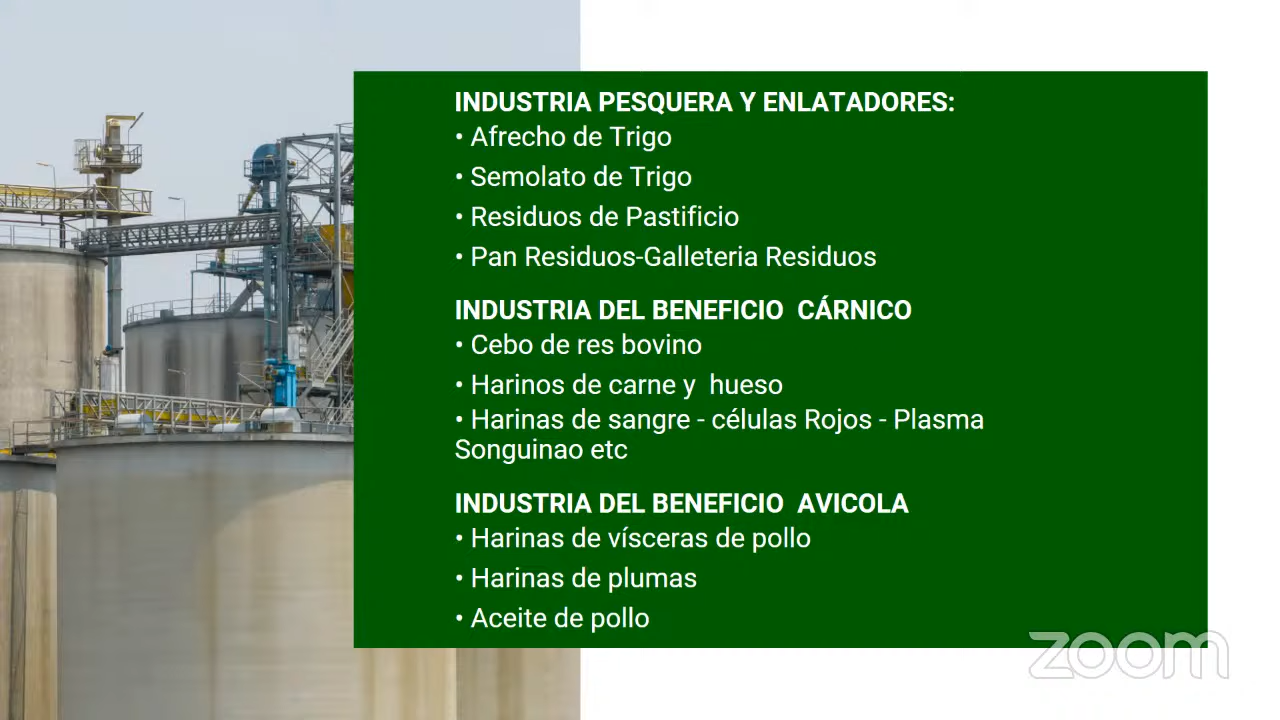 INDUSTRIA PESQUERA Y ENLATADORES:
• Afrecho de Trigo
• Semolato de Trigo
• Residuos de Pastificio
• Pan Residuos-Galleteria Residuos
INDUSTRIA DEL BENEFICIO CÁRNICO
• Cebo de res bovino
• Harinos de carne y hueso
• Harinas de sangre - células Rojos - Plasma
Songuinao etc
INDUSTRIA DEL BENEFICIO AVICOLA
• Harinas de vísceras de pollo
• Harinas de plumas
• Aceite de pollo
zoom